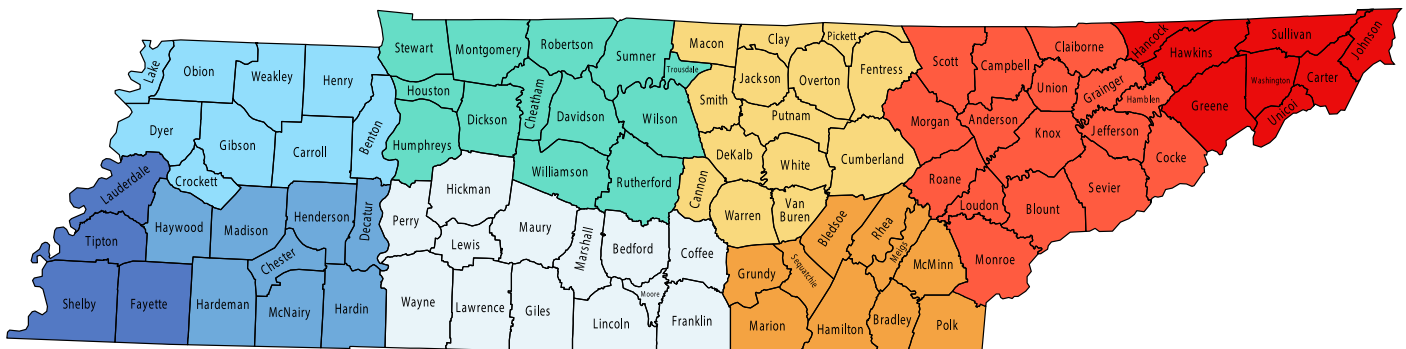 Lake
Obion
Weakley
Henry
Dyer
Gibson
Carroll
Benton
Crockett
Lauderdale
Tipton
Haywood
Madison
Henderson
Decatur
Chester
Shelby
Fayette
Hardeman
McNairy
Hardin
Stewart
Montgomery
Robertson
Sumner
Trousdale
Houston
Dickson
Cheatham
Davidson
Wilson
Humphreys
Williamson
Rutherford
Hickman
Perry
Lewis
Maury
Marshall
Bedford
Coffee
Moore
Wayne
Lawrence
Giles
Lincoln
Franklin
Macon
Clay
Pickett
Jackson
Overton
Fentress
Smith
Putnam
DeKalb
White
Cumberland
Cannon
Warren
Van
Buren
Bledsoe
Rhea
Meigs
McMinn
Grundy
Sequatchie
Marion
Hamilton
Bradley
Polk
Scott
Campbell
Claiborne
Union
Grainger
Hamblen
Morgan
Anderson
Knox
Jefferson
Cocke
Roane
Loudon
Blount
Sevier
Monroe
Hancock
Hawkins
Sullivan
Johnson
Washington
Carter
Greene
Unicoi